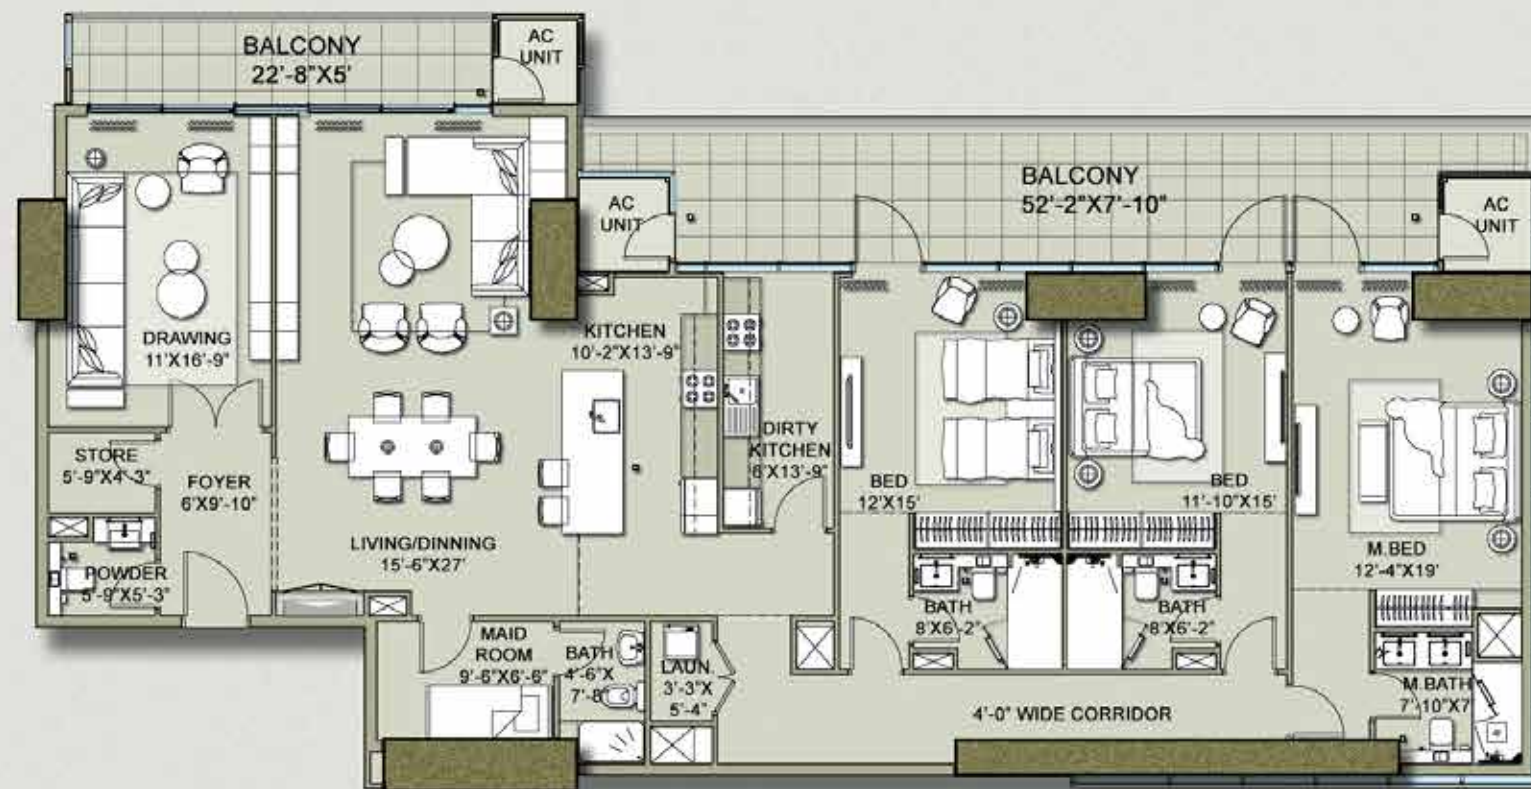 BALCONY
22'-8"X5'
AC
UNIT
BALCONY
52'-2"X7'-10"
AC
UNIT
AC
UNIT
DRAWING
11'X16'-9"
KITCHEN
10'-2"X13'-9"
DIRTY
KITCHEN
6'X13'-9"
STORE
5'-9"X4'-3"
FOYER
6'X9'-10"
BED
12'X15'
BED
11'-10"X15'
LIVING/DINNING
15'-6"X27'
M.BED
12'-4"X19'
POWDER
5'-9"X5'-3"
BATH
8'X6'-2"
BATH
8'X6'-2"
MAID
ROOM
9'-6"X6'-6"
BATH
4'-6"X
7'-8"
LAUN.
3'-3"X
5'-4"
M.BATH
7'-10"X7'
4'-0" WIDE CORRIDOR